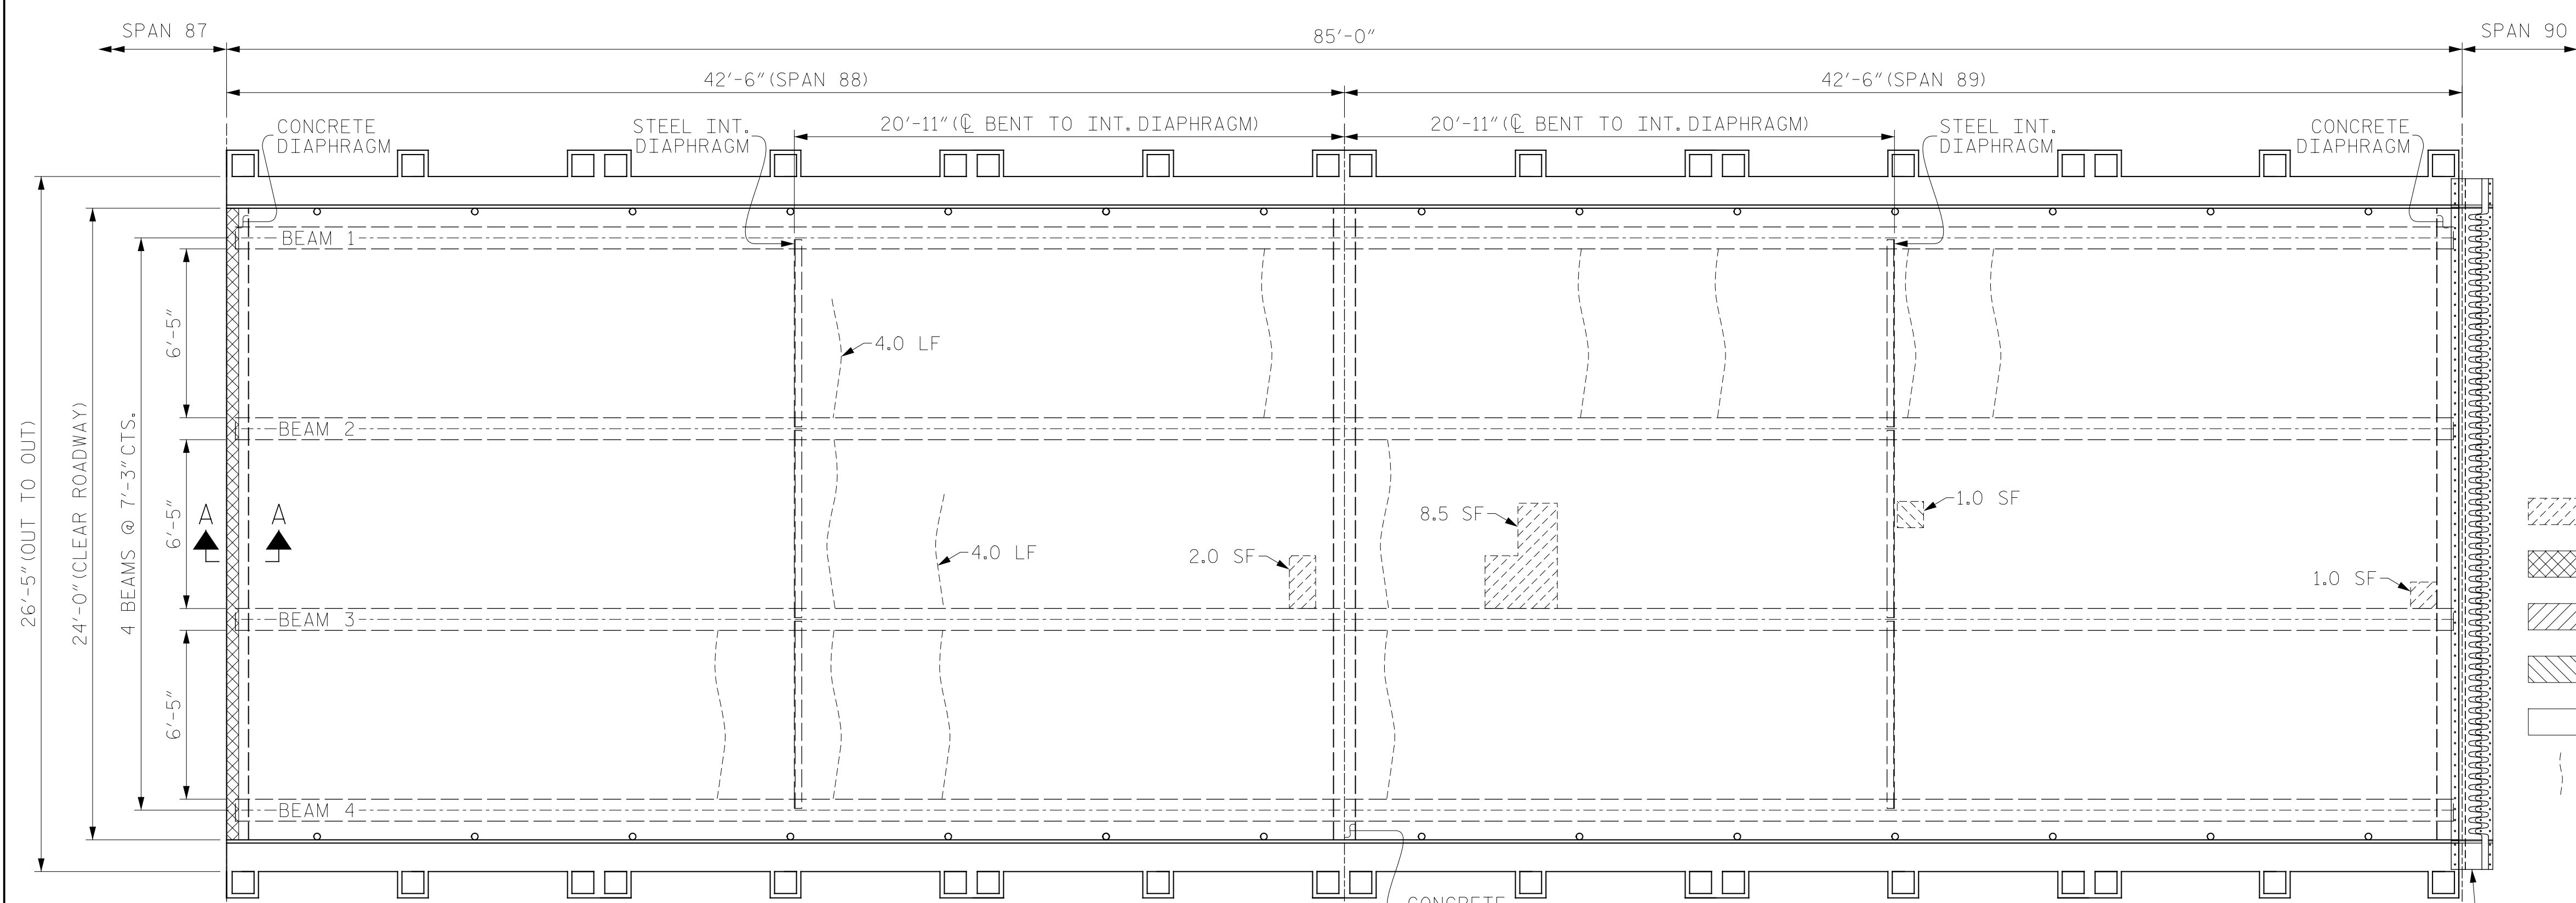 SPAN 87
85'-0"
SPAN 90
42'-6"(SPAN 88)
42'-6"(SPAN 89)
CONCRETE
DIAPHRAGM
STEEL INT.
DIAPHRAGM
20'-11"(℄ BENT TO INT. DIAPHRAGM)
20'-11"(℄ BENT TO INT. DIAPHRAGM)
STEEL INT.
DIAPHRAGM
CONCRETE
DIAPHRAGM
26'-5"(OUT TO OUT)
24'-0"(CLEAR ROADWAY)
4 BEAMS @ 7'-3"CTS.
6'-5"
6'-5"
6'-5"
BEAM 1
4.0 LF
BEAM 2
A
A
4.0 LF
2.0 SF
8.5 SF
1.0 SF
1.0 SF
BEAM 3
BEAM 4
CONCRETE